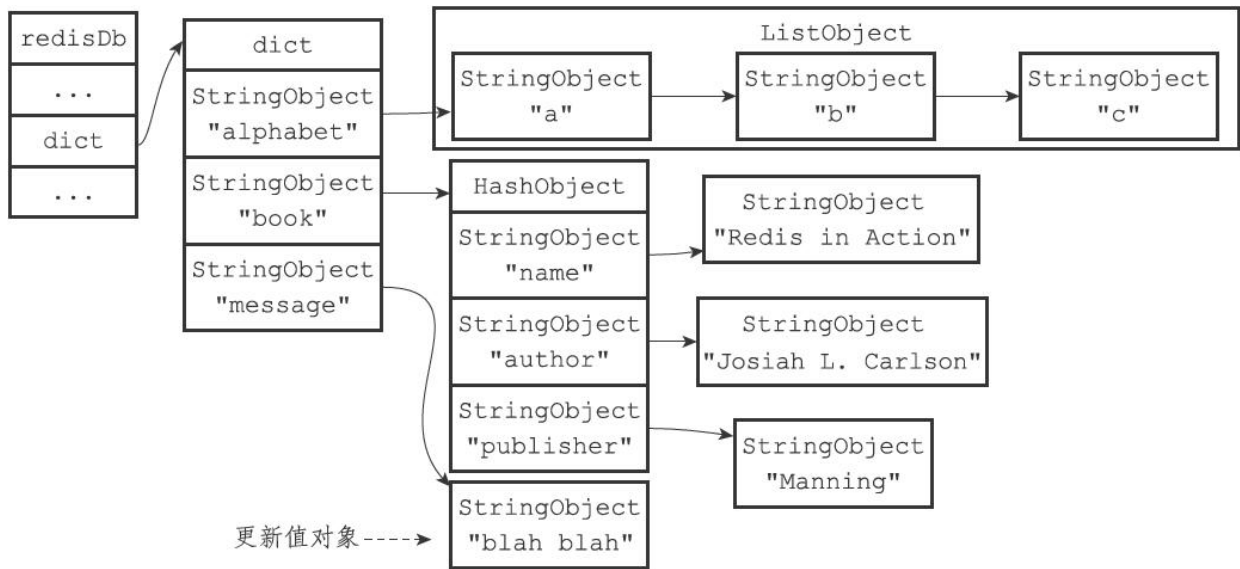 redisDb
...
dict
...
dict
StringObject
"alphabet"
StringObject
"book"
StringObject
"message"
ListObject
StringObject
"a"
StringObject
"b"
StringObject
"c"
HashObject
StringObject
"name"
StringObject
"author"
StringObject
"publisher"
StringObject
"Redis in Action"
StringObject
"Josiah L. Carlson"
StringObject
"Manning"
更新值对象
StringObject
"blah blah"